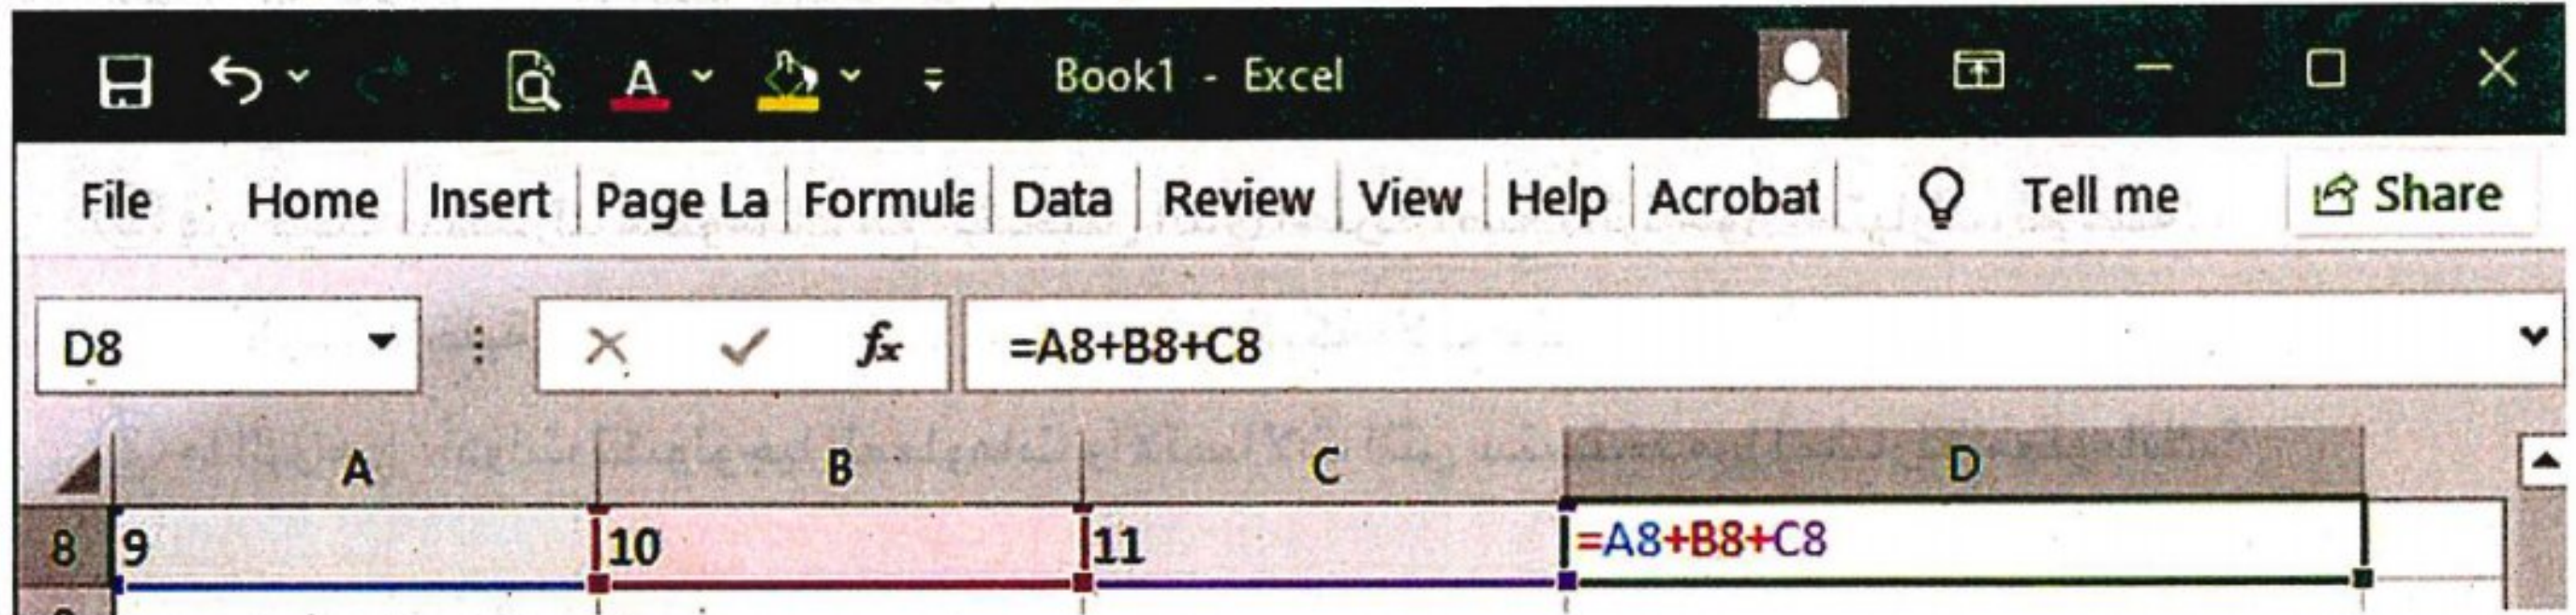 Book1 - Excel
File Home Insert Page La Formula Data Review View Help Acrobat Tell me Share
D8 fx =A8+B8+C8
A B C D
8 9 10 11 =A8+B8+C8